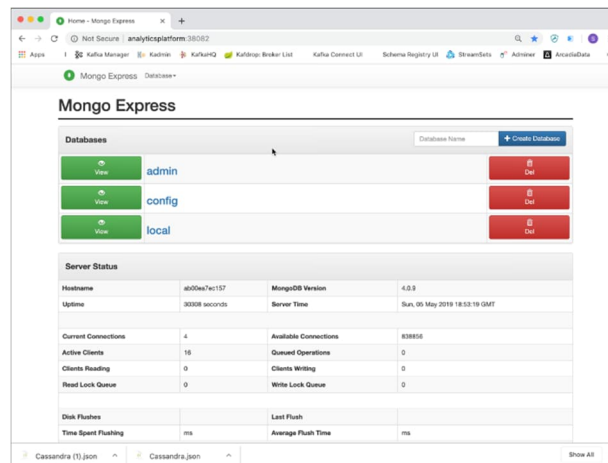 Home - Mongo Express
Not Secure | analyticsplatform:38082
Apps Kafka Manager Kadmin KafkaHQ Kafdrop: Broker List Kafka Connect UI Schema Registry UI StreamSets Adminer ArcadiaData
Mongo Express Database
Mongo Express
Databases Database Name + Create Database
View admin Del
View config Del
View local Del
Server Status
Hostname ab00ea7ec157 MongoDB Version 4.0.9
Uptime 30308 seconds Server Time Sun, 05 May 2019 18:53:19 GMT
Current Connections 4 Available Connections 838856
Active Clients 16 Queued Operations 0
Clients Reading 0 Clients Writing 0
Read Lock Queue 0 Write Lock Queue 0
Disk Flushes Last Flush
Time Spent Flushing ms Average Flush Time ms
Cassandra (1).json Cassandra.json Show All